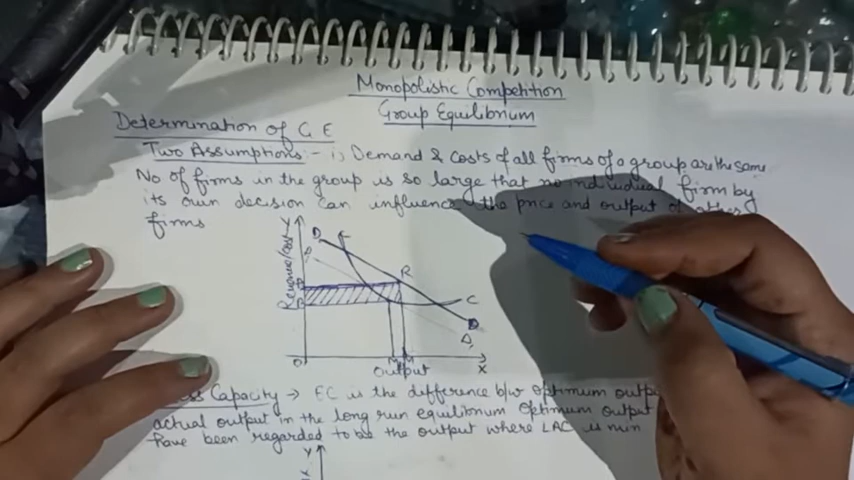 Monopolistic Competition
Group Equilibrium
Determination of G E
Two Assumptions:- i, Demand & Costs of all firms of a group are the same
No of firms in the group is so large that no individual firm by
its own decision can influence the price and output of other
firms
Y
D
R
C
D
O
M M
X
Output
Capacity → EC is the difference b/w optimum outpu
actual output in the long run equilibrium optimum output
have been regarded to be the output where LAC is min
Y